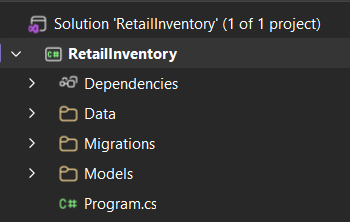 Solution 'RetailInventory' (1 of 1 project)
C# RetailInventory
Dependencies
Data
Migrations
Models
C# Program.cs